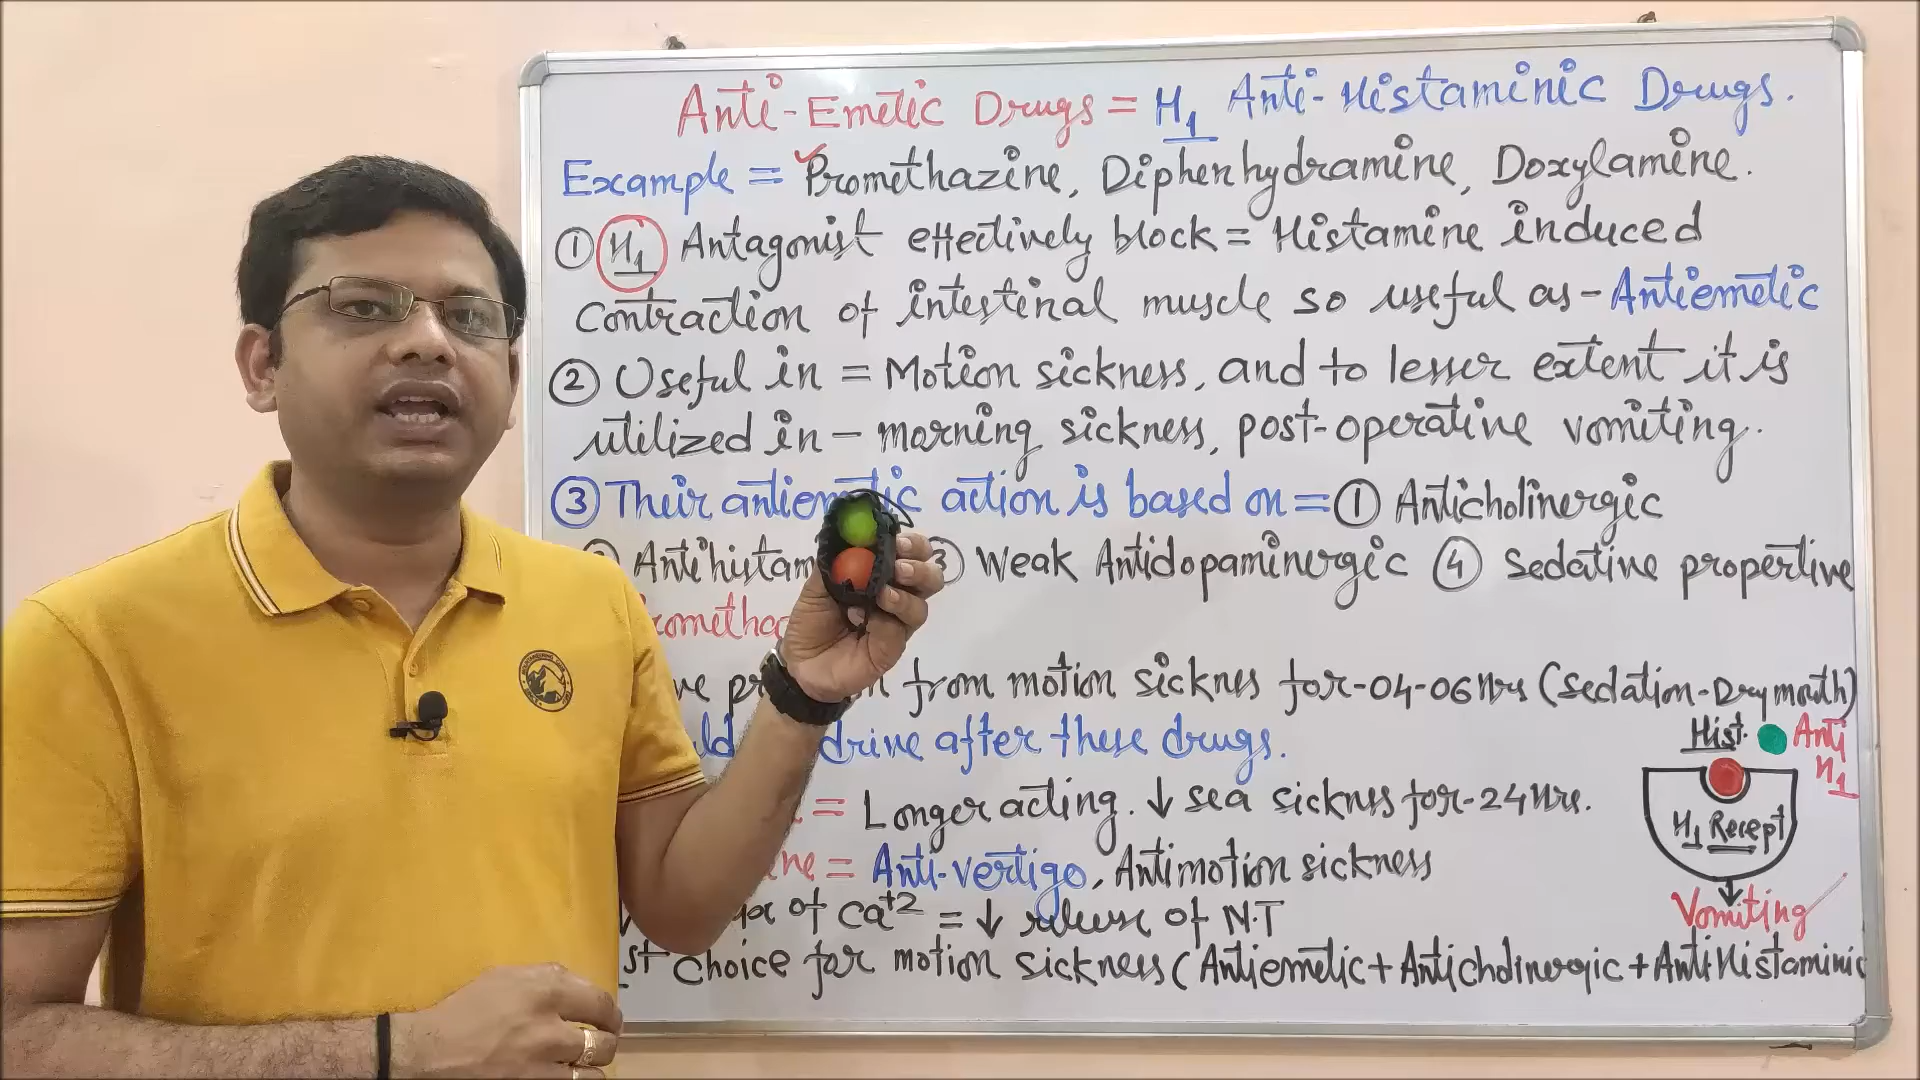 Anti-Emetic Drugs = H1 Anti-Histaminic Drugs.
Example = Promethazine, Diphenhydramine, Doxylamine.
① H1 Antagonist effectively block = Histamine induced
contraction of intestinal muscle so useful as - Antiemetic
② Useful in = Motion sickness, and to lesser extent it is
utilized in - morning sickness, post-operative vomiting.
③ Their antiemetic action is based on = ① Anticholinergic
Antihistam ③ Weak Antidopaminergic ④ Sedative propertive
from motion sicknes for-04-06 Hrs (Sedation-Dry mouth)
drive after these drugs.
= Longer acting. ↓ sea sicknss for-24 Hrs.
= Anti-vertigo, Antimotion sickness
of Ca+2 = ↓ release of N.T
st choice for motion sickness (Antiemetic + Anticholinergic + AntiHistaminic
Hist. Anti
H1
H1 Recept
Vomiting